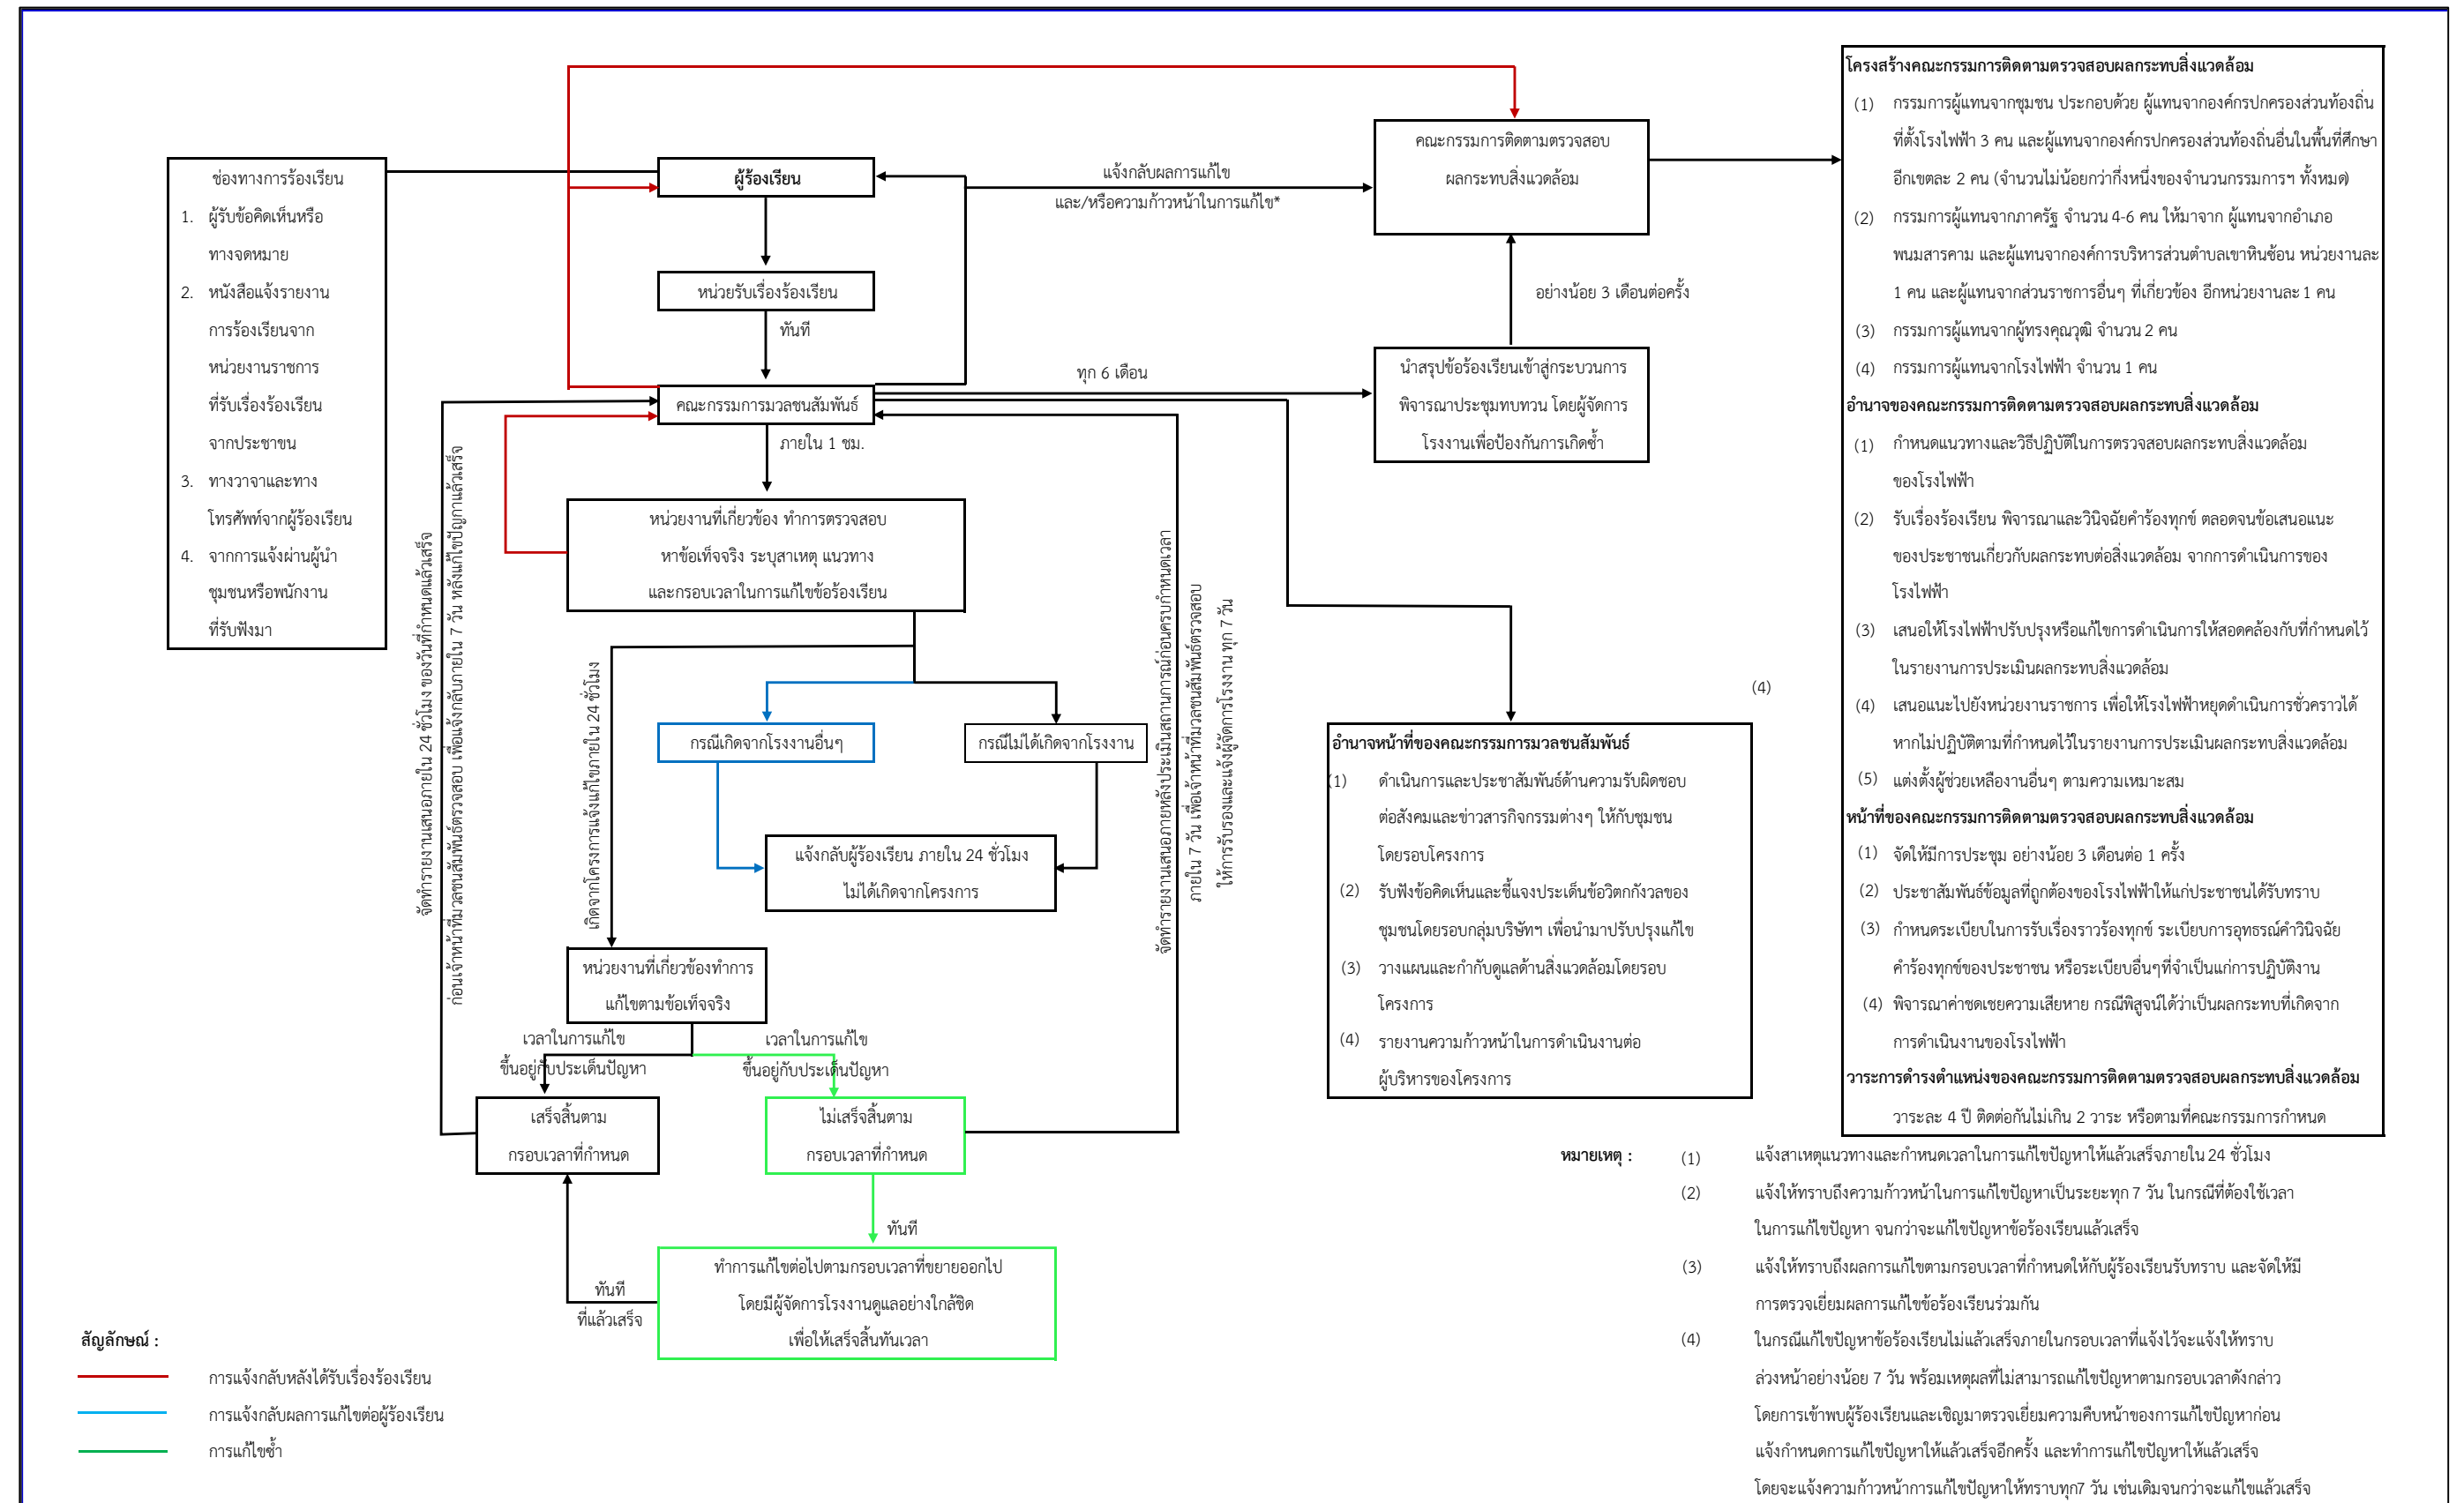 ช่องทางการร้องเรียน
1. ผู้รับข้อคิดเห็นหรือ
ทางจดหมาย
2. หนังสือแจ้งรายงาน
การร้องเรียนจาก
หน่วยงานราชการ
ที่รับเรื่องร้องเรียน
จากประชาชน
3. ทางวาจาและทาง
โทรศัพท์จากผู้ร้องเรียน
4. จากการแจ้งผ่านผู้นำ
ชุมชนหรือพนักงาน
ที่รับฟังมา
ผู้ร้องเรียน
หน่วยรับเรื่องร้องเรียน
ทันที
คณะกรรมการมวลชนสัมพันธ์
ภายใน 1 ชม.
หน่วยงานที่เกี่ยวข้อง ทำการตรวจสอบ
หาข้อเท็จจริง ระบุสาเหตุ แนวทาง
และกรอบเวลาในการแก้ไขข้อร้องเรียน
กรณีเกิดจากโรงงานอื่นๆ
กรณีไม่ได้เกิดจากโรงงาน
แจ้งกลับผู้ร้องเรียน ภายใน 24 ชั่วโมง
ไม่ได้เกิดจากโครงการ
เกิดจากโครงการแจ้งแก้ไขภายใน 24 ชั่วโมง
หน่วยงานที่เกี่ยวข้องทำการ
แก้ไขตามข้อเท็จจริง
เวลาในการแก้ไข
ขึ้นอยู่กับประเด็นปัญหา
เวลาในการแก้ไข
ขึ้นอยู่กับประเด็นปัญหา
เสร็จสิ้นตาม
กรอบเวลาที่กำหนด
ไม่เสร็จสิ้นตาม
กรอบเวลาที่กำหนด
ทันที
ทำการแก้ไขต่อไปตามกรอบเวลาที่ขยายออกไป
โดยมีผู้จัดการโรงงานดูแลอย่างใกล้ชิด
เพื่อให้เสร็จสิ้นทันเวลา
ทันที
ที่แล้วเสร็จ
จัดทำรายงานเสนอภายใน 24 ชั่วโมง ของวันที่กำหนดแล้วเสร็จ
ก่อนเจ้าหน้าที่มวลชนสัมพันธ์ตรวจสอบ เพื่อแจ้งกลับภายใน 7 วัน หลังแก้ไขปัญหาแล้วเสร็จ
จัดทำรายงานเสนอภายหลังประเมินสถานการณ์ก่อนครบกำหนดเวลา
ภายใน 7 วัน เพื่อเจ้าหน้าที่มวลชนสัมพันธ์ตรวจสอบ
ให้การรับรองและแจ้งผู้จัดการโรงงาน ทุก 7 วัน
แจ้งกลับผลการแก้ไข
และ/หรือความก้าวหน้าในการแก้ไข*
ทุก 6 เดือน
คณะกรรมการติดตามตรวจสอบ
ผลกระทบสิ่งแวดล้อม
อย่างน้อย 3 เดือนต่อครั้ง
นำสรุปข้อร้องเรียนเข้าสู่กระบวนการ
พิจารณาประชุมทบทวน โดยผู้จัดการ
โรงงานเพื่อป้องกันการเกิดซ้ำ
(4)
อำนาจหน้าที่ของคณะกรรมการมวลชนสัมพันธ์
(1) ดำเนินการและประชาสัมพันธ์ด้านความรับผิดชอบ
ต่อสังคมและข่าวสารกิจกรรมต่างๆ ให้กับชุมชน
โดยรอบโครงการ
(2) รับฟังข้อคิดเห็นและชี้แจงประเด็นข้อวิตกกังวลของ
ชุมชนโดยรอบกลุ่มบริษัทฯ เพื่อนำมาปรับปรุงแก้ไข
(3) วางแผนและกำกับดูแลด้านสิ่งแวดล้อมโดยรอบ
โครงการ
(4) รายงานความก้าวหน้าในการดำเนินงานต่อ
ผู้บริหารของโครงการ
โครงสร้างคณะกรรมการติดตามตรวจสอบผลกระทบสิ่งแวดล้อม
(1) กรรมการผู้แทนจากชุมชน ประกอบด้วย ผู้แทนจากองค์กรปกครองส่วนท้องถิ่น
ที่ตั้งโรงไฟฟ้า 3 คน และผู้แทนจากองค์กรปกครองส่วนท้องถิ่นอื่นในพื้นที่ศึกษา
อีกเขตละ 2 คน (จำนวนไม่น้อยกว่ากึ่งหนึ่งของจำนวนกรรมการฯ ทั้งหมด)
(2) กรรมการผู้แทนจากภาครัฐ จำนวน 4-6 คน ให้มาจาก ผู้แทนจากอำเภอ
พนมสารคาม และผู้แทนจากองค์การบริหารส่วนตำบลเขาหินซ้อน หน่วยงานละ
1 คน และผู้แทนจากส่วนราชการอื่นๆ ที่เกี่ยวข้อง อีกหน่วยงานละ 1 คน
(3) กรรมการผู้แทนจากผู้ทรงคุณวุฒิ จำนวน 2 คน
(4) กรรมการผู้แทนจากโรงไฟฟ้า จำนวน 1 คน
อำนาจของคณะกรรมการติดตามตรวจสอบผลกระทบสิ่งแวดล้อม
(1) กำหนดแนวทางและวิธีปฏิบัติในการตรวจสอบผลกระทบสิ่งแวดล้อม
ของโรงไฟฟ้า
(2) รับเรื่องร้องเรียน พิจารณาและวินิจฉัยคำร้องทุกข์ ตลอดจนข้อเสนอแนะ
ของประชาชนเกี่ยวกับผลกระทบต่อสิ่งแวดล้อม จากการดำเนินการของ
โรงไฟฟ้า
(3) เสนอให้โรงไฟฟ้าปรับปรุงหรือแก้ไขการดำเนินการให้สอดคล้องกับที่กำหนดไว้
ในรายงานการประเมินผลกระทบสิ่งแวดล้อม
(4) เสนอแนะไปยังหน่วยงานราชการ เพื่อให้โรงไฟฟ้าหยุดดำเนินการชั่วคราวได้
หากไม่ปฏิบัติตามที่กำหนดไว้ในรายงานการประเมินผลกระทบสิ่งแวดล้อม
(5) แต่งตั้งผู้ช่วยเหลืองานอื่นๆ ตามความเหมาะสม
หน้าที่ของคณะกรรมการติดตามตรวจสอบผลกระทบสิ่งแวดล้อม
(1) จัดให้มีการประชุม อย่างน้อย 3 เดือนต่อ 1 ครั้ง
(2) ประชาสัมพันธ์ข้อมูลที่ถูกต้องของโรงไฟฟ้าให้แก่ประชาชนได้รับทราบ
(3) กำหนดระเบียบในการรับเรื่องราวร้องทุกข์ ระเบียบการอุทธรณ์คำวินิจฉัย
คำร้องทุกข์ของประชาชน หรือระเบียบอื่นๆที่จำเป็นแก่การปฏิบัติงาน
(4) พิจารณาค่าชดเชยความเสียหาย กรณีพิสูจน์ได้ว่าเป็นผลกระทบที่เกิดจาก
การดำเนินงานของโรงไฟฟ้า
วาระการดำรงตำแหน่งของคณะกรรมการติดตามตรวจสอบผลกระทบสิ่งแวดล้อม
วาระละ 4 ปี ติดต่อกันไม่เกิน 2 วาระ หรือตามที่คณะกรรมการกำหนด
หมายเหตุ : (1) แจ้งสาเหตุแนวทางและกำหนดเวลาในการแก้ไขปัญหาให้แล้วเสร็จภายใน 24 ชั่วโมง
(2) แจ้งให้ทราบถึงความก้าวหน้าในการแก้ไขปัญหาเป็นระยะทุก 7 วัน ในกรณีที่ต้องใช้เวลา
ในการแก้ไขปัญหา จนกว่าจะแก้ไขปัญหาข้อร้องเรียนแล้วเสร็จ
(3) แจ้งให้ทราบถึงผลการแก้ไขตามกรอบเวลาที่กำหนดให้กับผู้ร้องเรียนรับทราบ และจัดให้มี
การตรวจเยี่ยมผลการแก้ไขข้อร้องเรียนร่วมกัน
(4) ในกรณีแก้ไขปัญหาข้อร้องเรียนไม่แล้วเสร็จภายในกรอบเวลาที่แจ้งไว้จะแจ้งให้ทราบ
ล่วงหน้าอย่างน้อย 7 วัน พร้อมเหตุผลที่ไม่สามารถแก้ไขปัญหาตามกรอบเวลาดังกล่าว
โดยการเข้าพบผู้ร้องเรียนและเชิญมาตรวจเยี่ยมความคืบหน้าของการแก้ไขปัญหาก่อน
แจ้งกำหนดการแก้ไขปัญหาให้แล้วเสร็จอีกครั้ง และทำการแก้ไขปัญหาให้แล้วเสร็จ
โดยจะแจ้งความก้าวหน้าการแก้ไขปัญหาให้ทราบทุก7 วัน เช่นเดิมจนกว่าจะแก้ไขแล้วเสร็จ
สัญลักษณ์ :
การแจ้งกลับหลังได้รับเรื่องร้องเรียน
การแจ้งกลับผลการแก้ไขต่อผู้ร้องเรียน
การแก้ไขซ้ำ